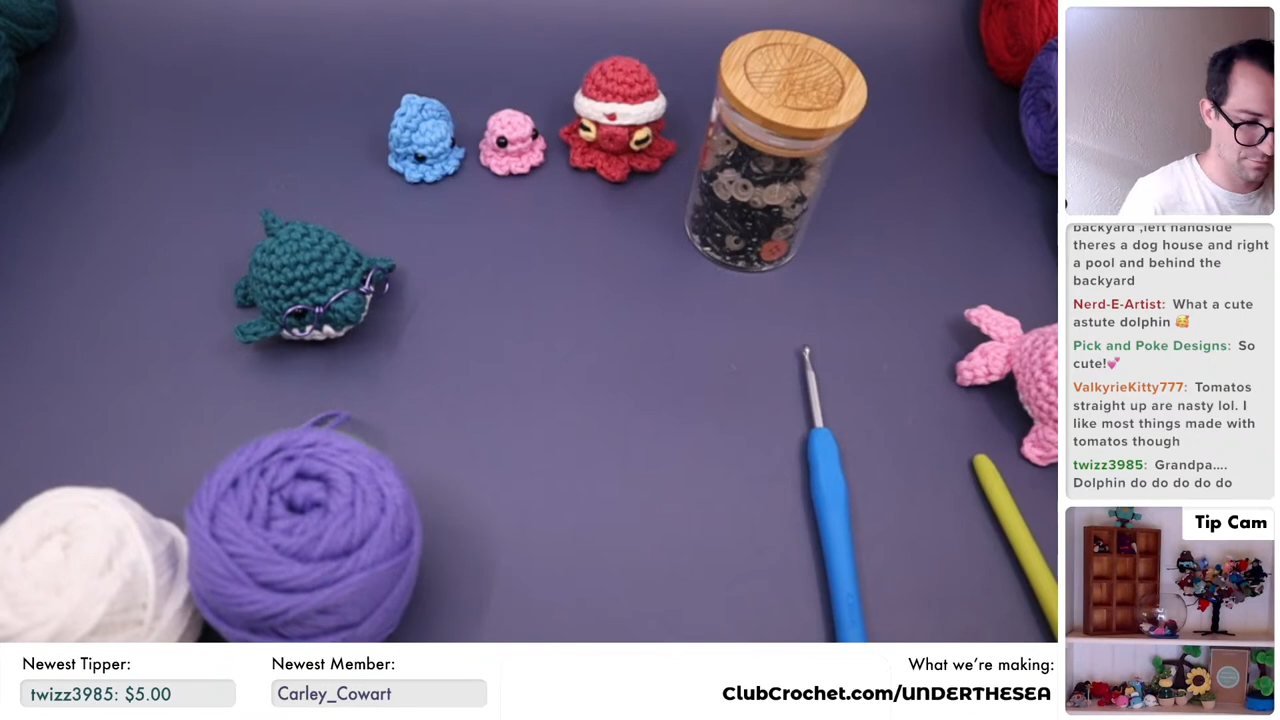 backyard ,left handside
theres a dog house and right
a pool and behind the
backyard
Nerd-E-Artist: What a cute
astute dolphin 🥰
Pick and Poke Designs: So
cute!💕
ValkyrieKitty777: Tomatos
straight up are nasty lol. I
like most things made with
tomatos though
twizz3985: Grandpa....
Dolphin do do do do do
Tip Cam
Newest Tipper:
twizz3985: $5.00
Newest Member:
Carley_Cowart
What we're making:
ClubCrochet.com/UNDERTHESEA